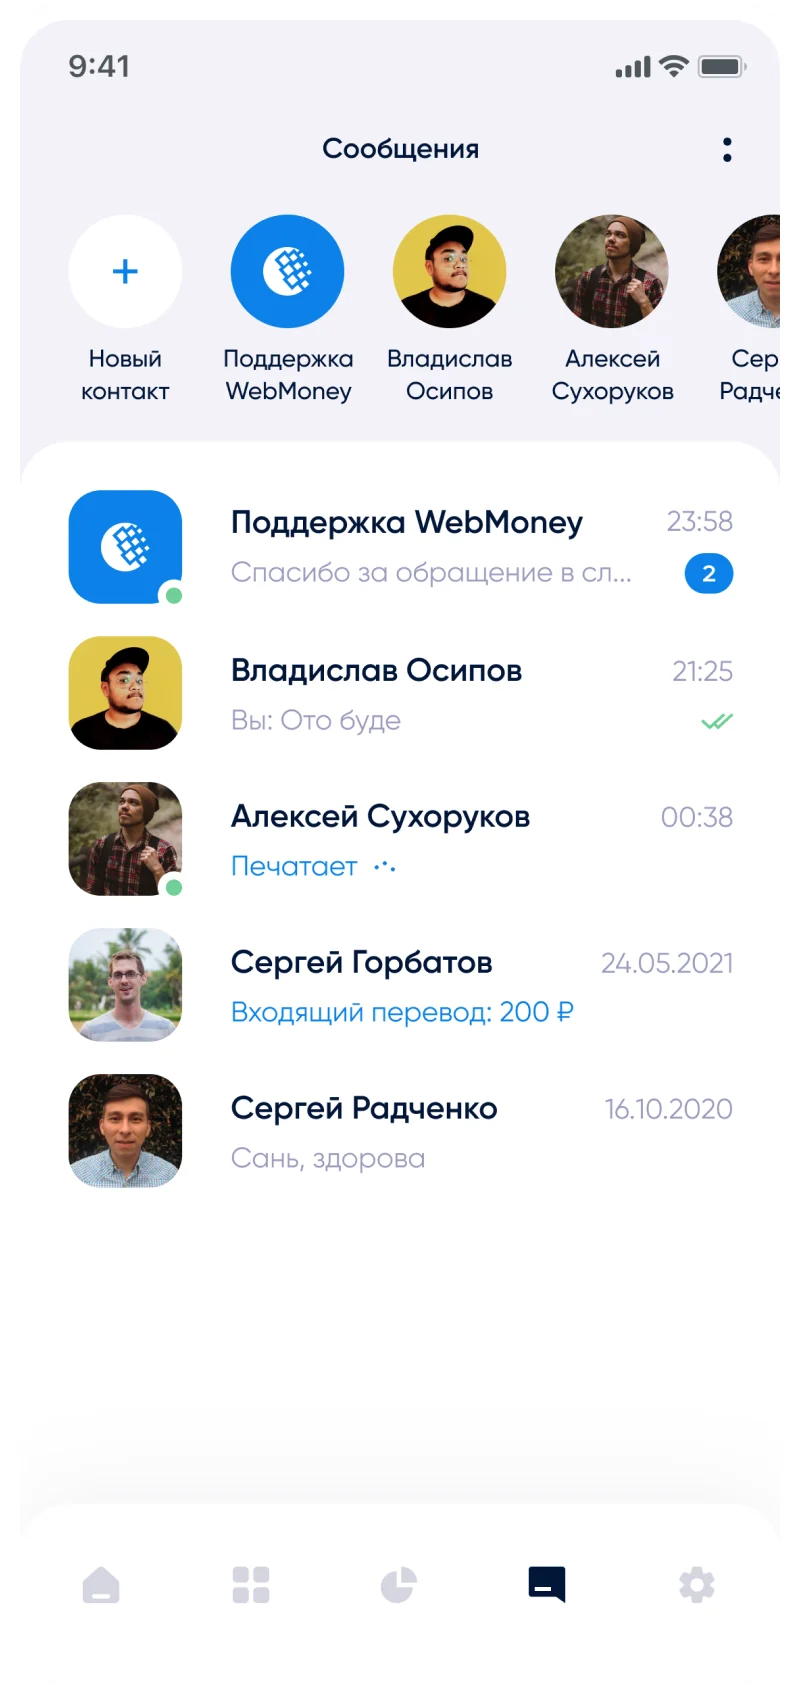 9:41
Сообщения
Новый контакт
Поддержка WebMoney
Владислав Осипов
Алексей Сухоруков
Сер
Радче
Поддержка WebMoney 23:58
Спасибо за обращение в сл... 2
Владислав Осипов 21:25
Вы: Ото буде
Алексей Сухоруков 00:38
Печатает
Сергей Горбатов 24.05.2021
Входящий перевод: 200 ₽
Сергей Радченко 16.10.2020
Сань, здорова